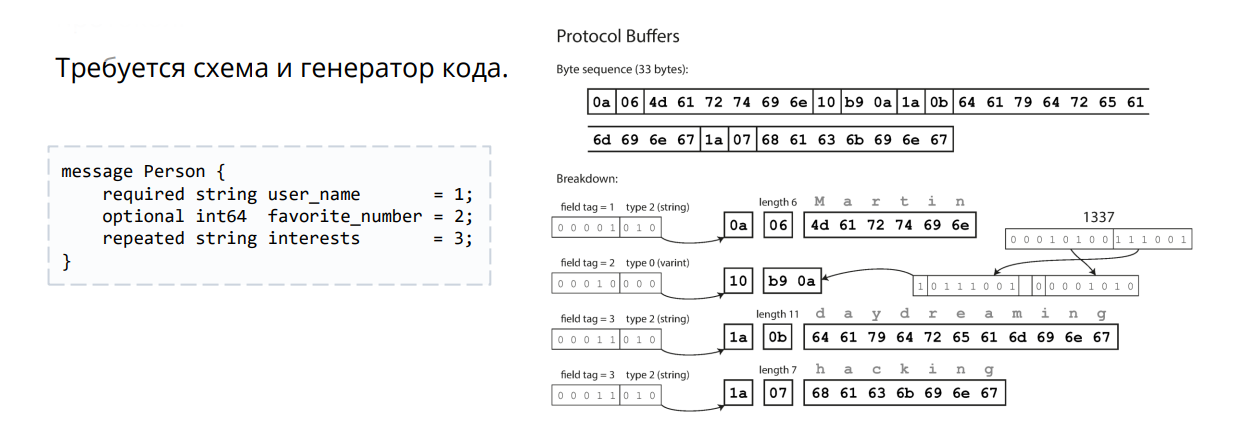 Требуется схема и генератор кода.
message Person {
    required string user_name       = 1;
    optional int64  favorite_number = 2;
    repeated string interests       = 3;
}
Protocol Buffers
Byte sequence (33 bytes):
0a 06 4d 61 72 74 69 6e 10 b9 0a 1a 0b 64 61 79 64 72 65 61
6d 69 6e 67 1a 07 68 61 63 6b 69 6e 67
Breakdown:
field tag = 1 type 2 (string) length 6 M a r t i n
0 0 0 0 1 0 1 0 0a 06 4d 61 72 74 69 6e
1337
0 0 0 1 0 1 0 0 1 1 1 0 0 1
field tag = 2 type 0 (varint)
0 0 0 1 0 0 0 0 10 b9 0a 1 0 1 1 1 0 0 1 0 0 0 0 1 0 1 0
field tag = 3 type 2 (string) length 11 d a y d r e a m i n g
0 0 0 1 1 0 1 0 1a 0b 64 61 79 64 72 65 61 6d 69 6e 67
field tag = 3 type 2 (string) length 7 h a c k i n g
0 0 0 1 1 0 1 0 1a 07 68 61 63 6b 69 6e 67